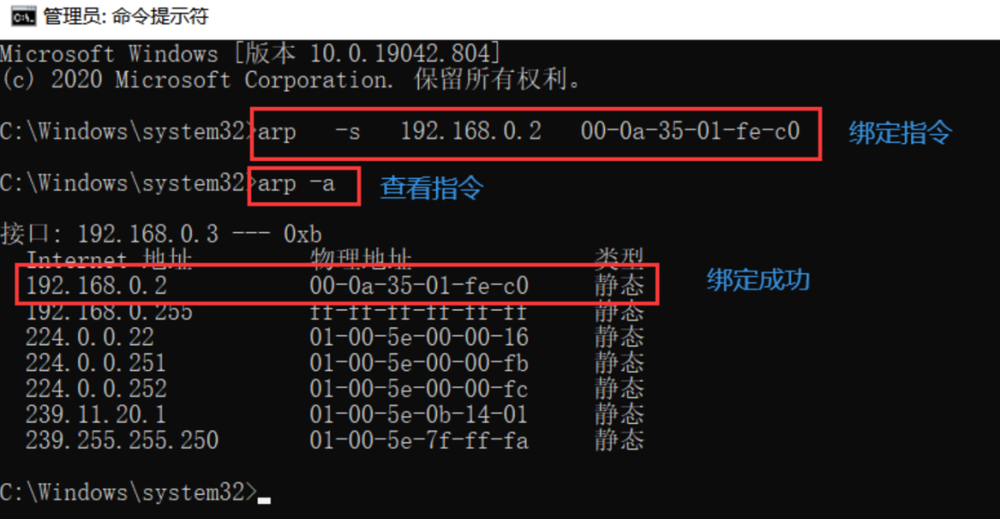 管理员: 命令提示符
Microsoft Windows [版本 10.0.19042.804]
(c) 2020 Microsoft Corporation. 保留所有权利。
C:\Windows\system32>arp -s 192.168.0.2 00-0a-35-01-fe-c0 绑定指令
C:\Windows\system32>arp -a 查看指令
接口: 192.168.0.3 --- 0xb
Internet 地址 物理地址 类型
192.168.0.2 00-0a-35-01-fe-c0 静态 绑定成功
192.168.0.255 ff-ff-ff-ff-ff-ff 静态
224.0.0.22 01-00-5e-00-00-16 静态
224.0.0.251 01-00-5e-00-00-fb 静态
224.0.0.252 01-00-5e-00-00-fc 静态
239.11.20.1 01-00-5e-0b-14-01 静态
239.255.255.250 01-00-5e-7f-ff-fa 静态
C:\Windows\system32>